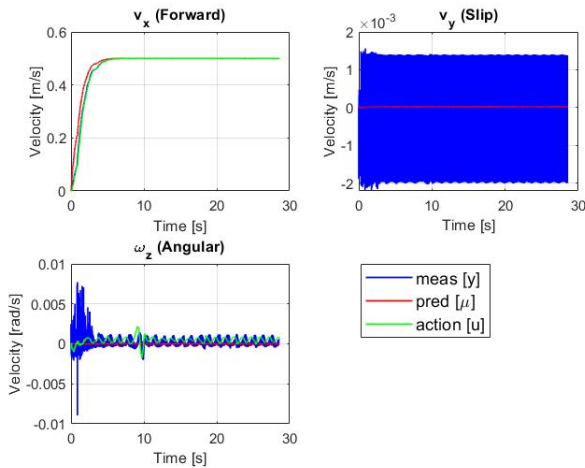 v_x (Forward)
0.6
0.4
0.2
0
Velocity [m/s]
0
10
20
30
Time [s]
v_y (Slip)
×10^-3
2
1
0
-1
-2
Velocity [m/s]
0
10
20
30
Time [s]
ω_z (Angular)
0.01
0.005
0
-0.005
-0.01
Velocity [rad/s]
0
10
20
30
Time [s]
meas [y]
pred [μ]
action [u]